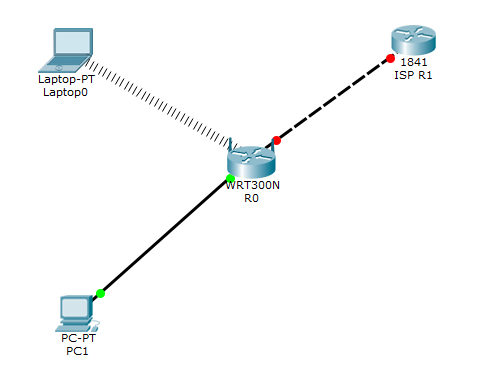 1841
ISP R1
Laptop-PT
Laptop0
WRT300N
R0
PC-PT
PC1